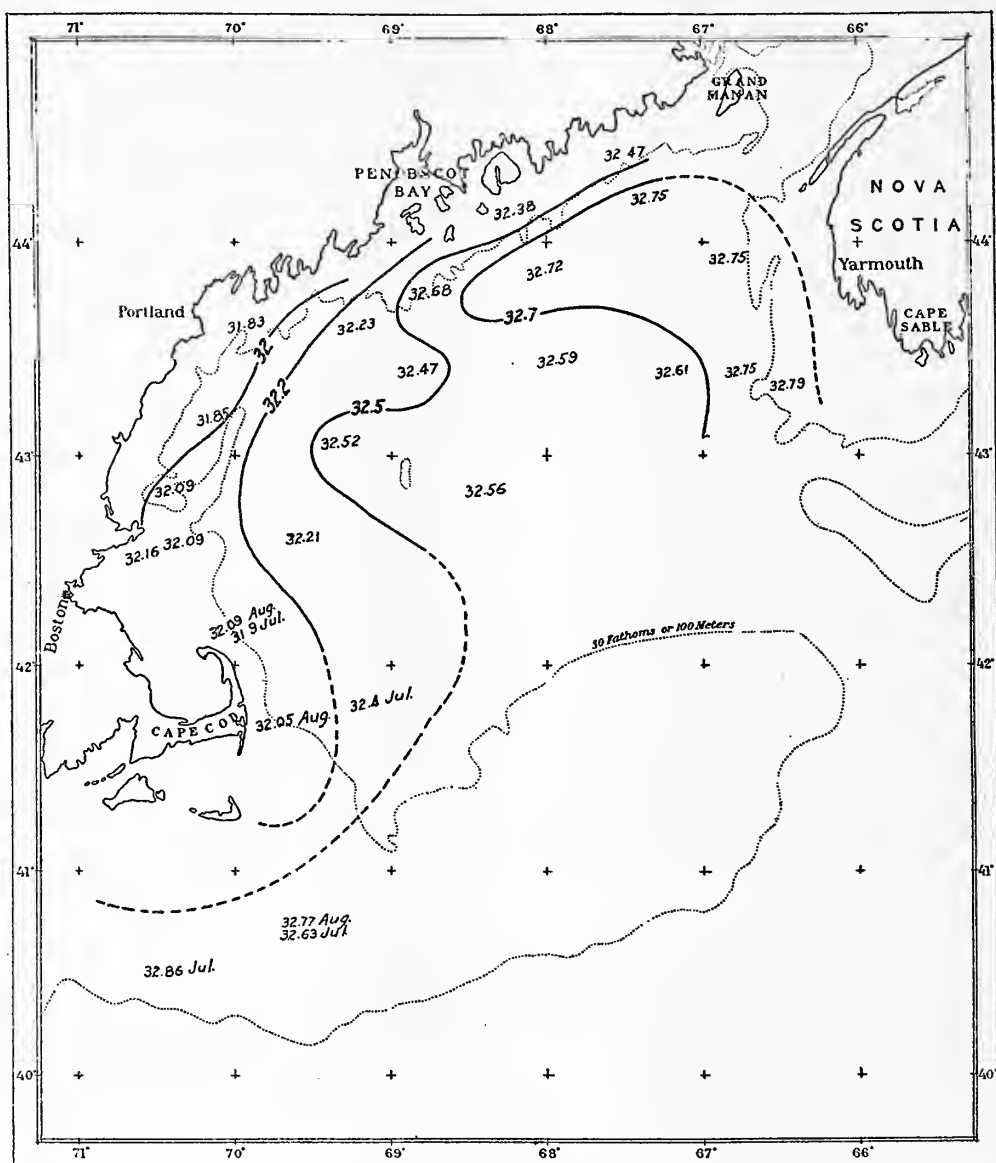 71° 70° 69° 68° 67° 66°
GRAND
MANAN
32.47
PENOBSCOT
BAY
32.38
32.75
NOVA
SCOTIA
44° 44°
32.75
Yarmouth
32.72
32.68
Portland
31.83
32.23
32.7
CAPE
SABLE
32
32.59
32.47
32.61
32.75
32.79
32.2
32.5
31.85
32.52
43° 43°
32.09
32.56
32.16 32.09
32.21
Boston
32.09 Aug.
31.9 Jul.
50 Fathoms or 100 Meters
42° 42°
32.4 Jul.
32.05 Aug.
CAPE COD
41° 41°
32.77 Aug.
32.63 Jul.
32.86 Jul.
40° 40°
71° 70° 69° 68° 67° 66°